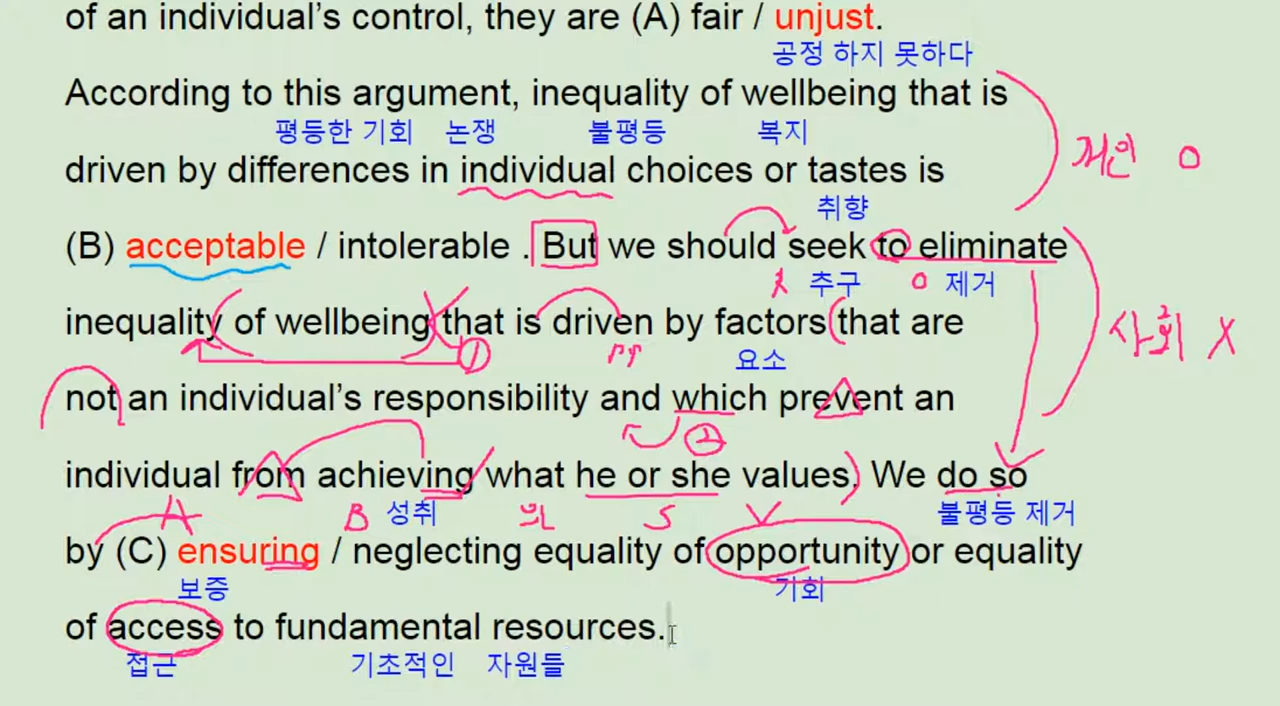 of an individual's control, they are (A) fair / unjust.
공정 하지 못하다
According to this argument, inequality of wellbeing that is
평등한 기회 논쟁 불평등 복지
driven by differences in individual choices or tastes is
취향
(B) acceptable / intolerable . But we should seek to eliminate
추구 제거
inequality of wellbeing that is driven by factors that are
pp 요소
사회 X
not an individual's responsibility and which prevent an
②
individual from achieving what he or she values. We do so
A B 성취 S V 불평등 제거
by (C) ensuring / neglecting equality of opportunity or equality
보증 기회
of access to fundamental resources.
접근 기초적인 자원들